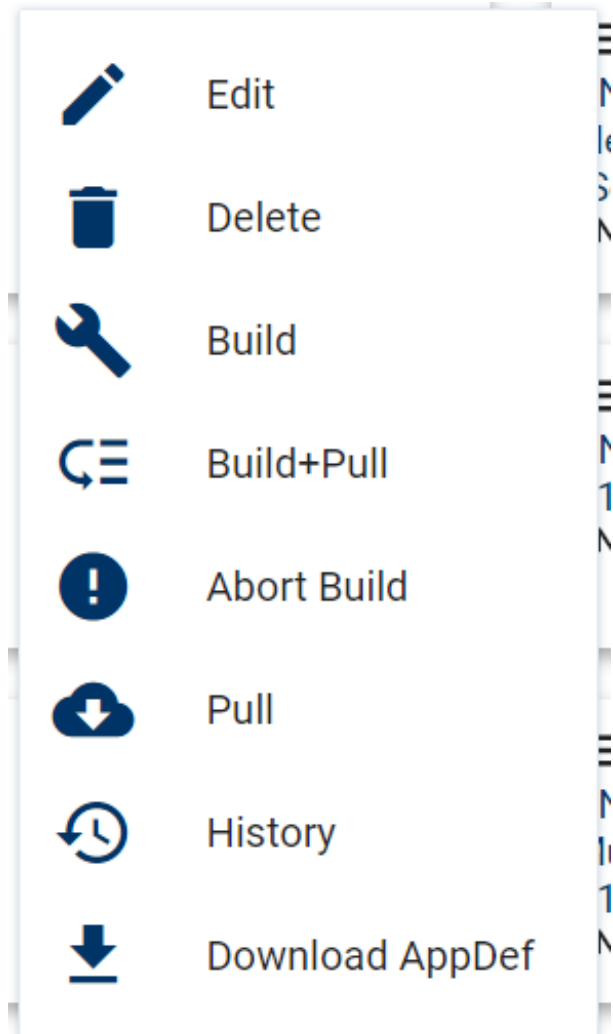 Edit
Delete
Build
Build+Pull
Abort Build
Pull
History
Download AppDef